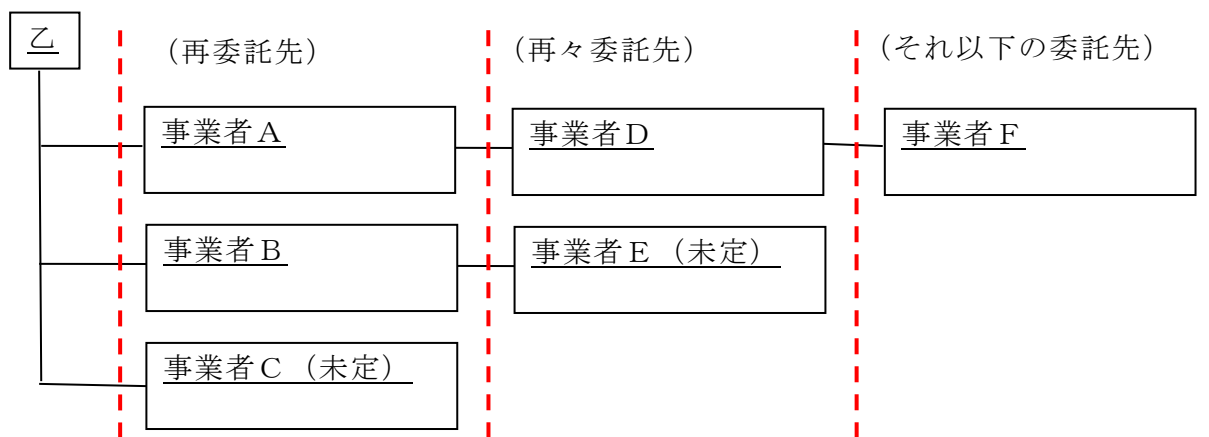 乙
（再委託先）
（再々委託先）
（それ以下の委託先）
事業者Ａ
事業者Ｄ
事業者Ｆ
事業者Ｂ
事業者Ｅ（未定）
事業者Ｃ（未定）